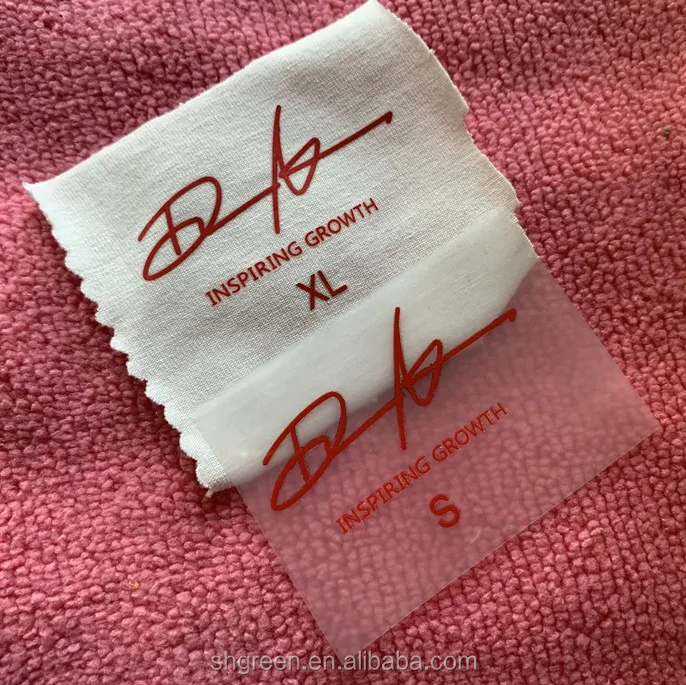 INSPIRING GROWTH
XL
INSPIRING GROWTH
S
shgreen.en.alibaba.com